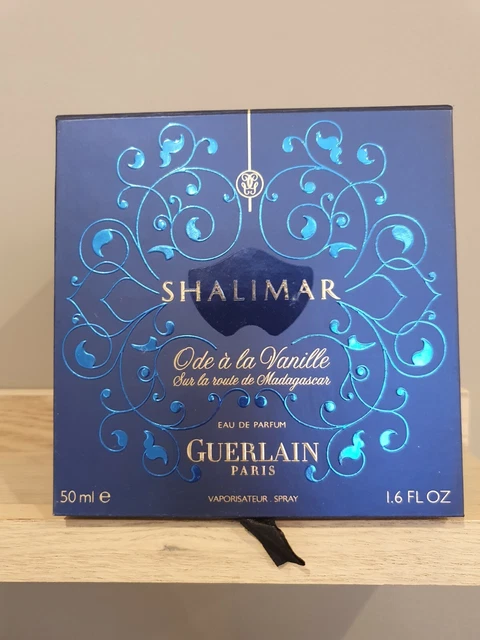 SHALIMAR
Ode à la Vanille
Sur la route de Madagascar
EAU DE PARFUM
GUERLAIN
PARIS
50 ml ℮
VAPORISATEUR . SPRAY
1.6 FL OZ